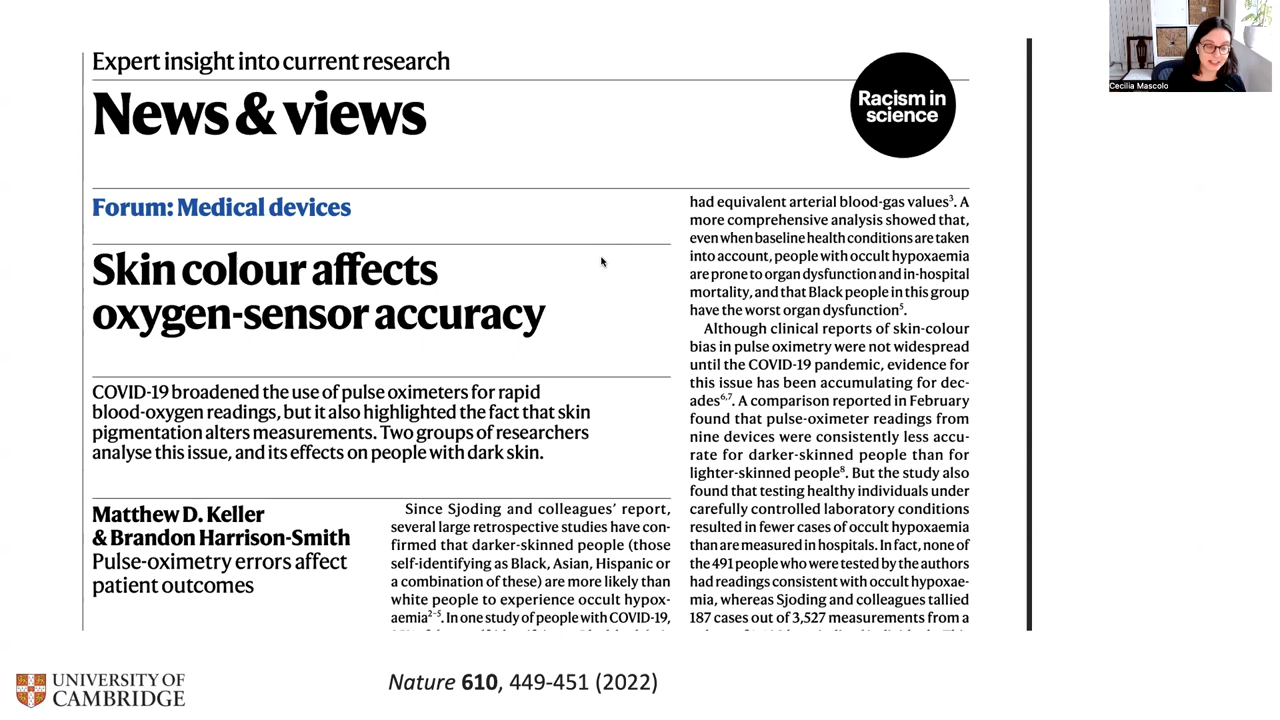 Expert insight into current research
News & views
Racism in
science
Forum: Medical devices
Skin colour affects
oxygen-sensor accuracy
COVID-19 broadened the use of pulse oximeters for rapid
blood-oxygen readings, but it also highlighted the fact that skin
pigmentation alters measurements. Two groups of researchers
analyse this issue, and its effects on people with dark skin.
Matthew D. Keller
& Brandon Harrison-Smith
Pulse-oximetry errors affect
patient outcomes
Since Sjoding and colleagues’ report,
several large retrospective studies have con-
firmed that darker-skinned people (those
self-identifying as Black, Asian, Hispanic or
a combination of these) are more likely than
white people to experience occult hypox-
aemia²⁻⁵. In one study of people with COVID-19,
had equivalent arterial blood-gas values³. A
more comprehensive analysis showed that,
even when baseline health conditions are taken
into account, people with occult hypoxaemia
are prone to organ dysfunction and in-hospital
mortality, and that Black people in this group
have the worst organ dysfunction⁵.
Although clinical reports of skin-colour
bias in pulse oximetry were not widespread
until the COVID-19 pandemic, evidence for
this issue has been accumulating for dec-
ades⁶,⁷. A comparison reported in February
found that pulse-oximeter readings from
nine devices were consistently less accu-
rate for darker-skinned people than for
lighter-skinned people⁸. But the study also
found that testing healthy individuals under
carefully controlled laboratory conditions
resulted in fewer cases of occult hypoxaemia
than are measured in hospitals. In fact, none of
the 491 people who were tested by the authors
had readings consistent with occult hypoxae-
mia, whereas Sjoding and colleagues tallied
187 cases out of 3,527 measurements from a
Cecilia Mascolo
UNIVERSITY OF
CAMBRIDGE
Nature 610, 449-451 (2022)